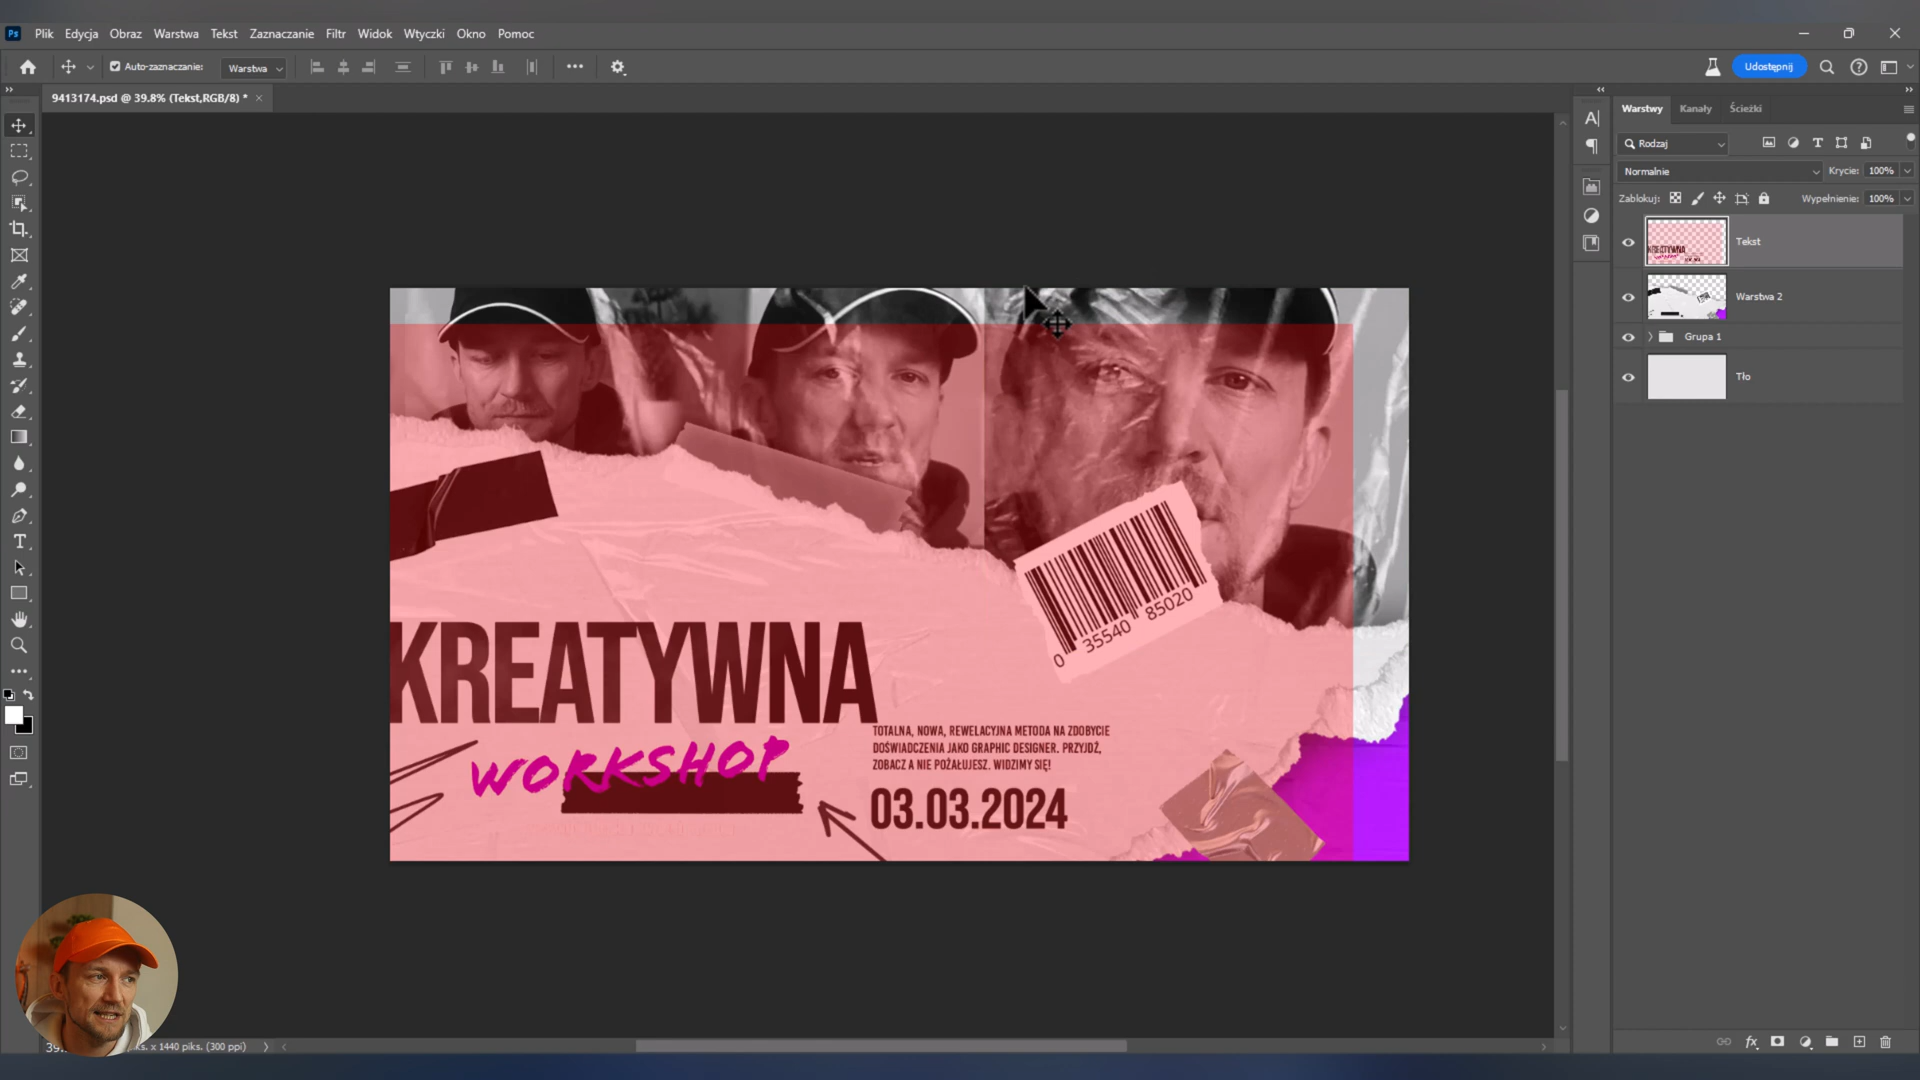 Ps Plik Edycja Obraz Warstwa Tekst Zaznaczanie Filtr Widok Wtyczki Okno Pomoc
Auto-zaznaczanie: Warstwa Udostępnij
9413174.psd @ 39.8% (Tekst,RGB/8) *
Warstwy Kanały Ścieżki
Rodzaj
Normalnie Krycie: 100%
Zablokuj: Wypełnienie: 100%
Tekst
Warstwa 2
Grupa 1
Tło
0 35540 85020
KREATYWNA
WORKSHOP
TOTALNA, NOWA, REWELACYJNA METODA NA ZDOBYCIE
DOŚWIADCZENIA JAKO GRAPHIC DESIGNER. PRZYJDŹ,
ZOBACZ A NIE POŻAŁUJESZ. WIDZIMY SIĘ!
03.03.2024
x 1440 piks. (300 ppi)